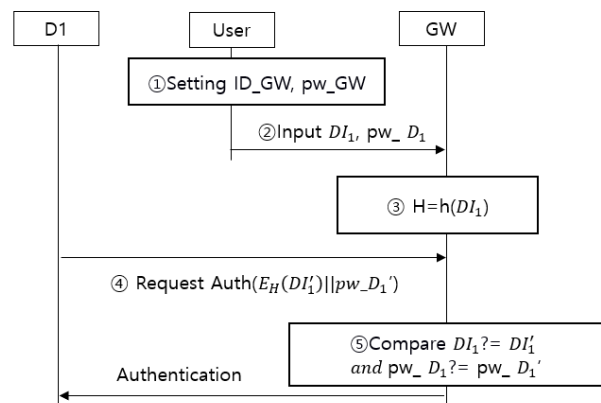 D1
User
GW
①Setting ID_GW, pw_GW
②Input DI₁, pw_ D₁
③ H=h(DI₁)
④ Request Auth(E_H(DI₁′)||pw_D₁′)
⑤Compare DI₁?= DI₁′
and pw_ D₁?= pw_ D₁′
Authentication